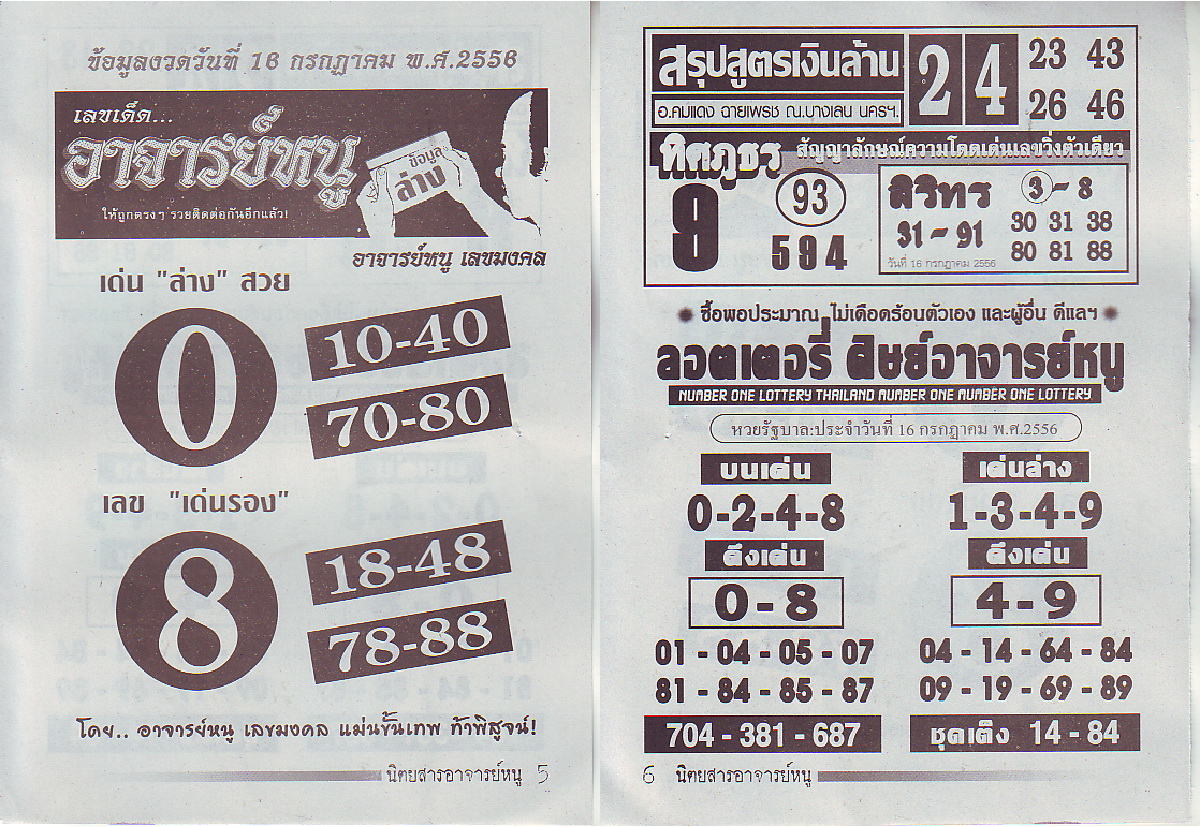 ข้อมูลงวดวันที่ 16 กรกฎาคม พ.ศ.2556
เลขเด็ด...
อาจารย์หนู
ข้อมูล
ล่าง
ให้ถูกตรงๆ รวยติดต่อกันอีกแล้ว!
อาจารย์หนู เลขมงคล
เด่น "ล่าง" สวย
0
10-40
70-80
เลข "เด่นรอง"
8
18-48
78-88
โดย.. อาจารย์หนู เลขมงคล แม่นขั้นเทพ ท้าพิสูจน์!
นิตยสารอาจารย์หนู 5
สรุปสูตรเงินล้าน
อ.คมแดง ฉายเพรช ณ.บางเลน นครฯ.
24
23 43
26 46
ทิศภูธร
สัญญาลักษณ์ความโดดเด่นเลขวิ่งตัวเดียว
9
93
594
สิริทร
31-91
3-8
30 31 38
80 81 88
วันที่ 16 กรกฎาคม 2556
ซื้อพอประมาณ ไม่เดือดร้อนตัวเอง และผู้อื่น ดีแลฯ
ลอตเตอรี่ ศิษย์อาจารย์หนู
NUMBER ONE LOTTERY THAILAND NUMBER ONE NUMBER ONE LOTTERY
หวยรัฐบาล:ประจำวันที่ 16 กรกฎาคม พ.ศ.2556
บนเด่น
0-2-4-8
ดึงเด่น
0-8
01 - 04 - 05 - 07
81 - 84 - 85 - 87
704 - 381 - 687
เด่นล่าง
1-3-4-9
ดึงเด่น
4-9
04 - 14 - 64 - 84
09 - 19 - 69 - 89
ชุดเต็ง 14 - 84
6 นิตยสารอาจารย์หนู